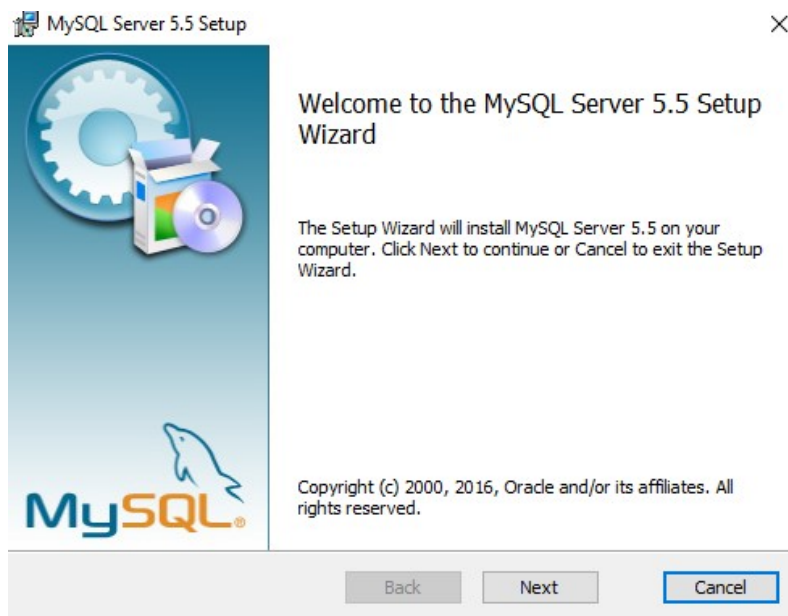 MySQL Server 5.5 Setup
Welcome to the MySQL Server 5.5 Setup
Wizard
The Setup Wizard will install MySQL Server 5.5 on your
computer. Click Next to continue or Cancel to exit the Setup
Wizard.
Copyright (c) 2000, 2016, Oracle and/or its affiliates. All
rights reserved.
MySQL®
Back Next Cancel